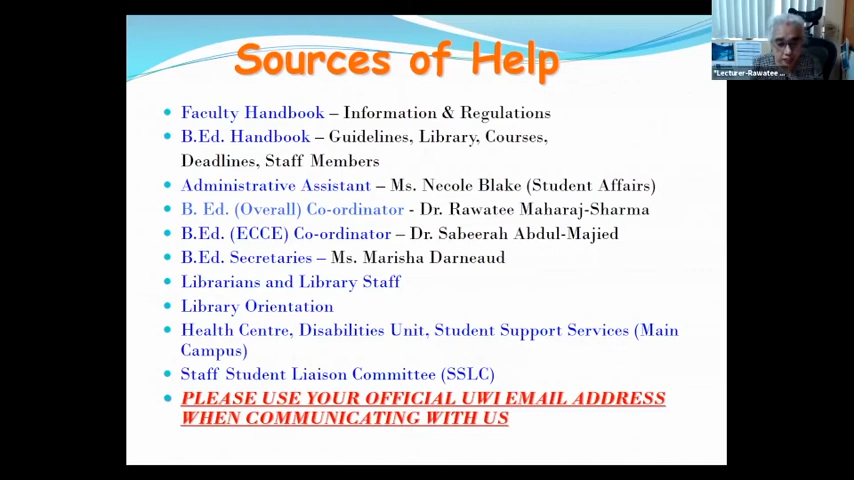 Sources of Help
Faculty Handbook – Information & Regulations
B.Ed. Handbook – Guidelines, Library, Courses,
Deadlines, Staff Members
Administrative Assistant – Ms. Necole Blake (Student Affairs)
B. Ed. (Overall) Co-ordinator - Dr. Rawatee Maharaj-Sharma
B.Ed. (ECCE) Co-ordinator – Dr. Sabeerah Abdul-Majied
B.Ed. Secretaries – Ms. Marisha Darneaud
Librarians and Library Staff
Library Orientation
Health Centre, Disabilities Unit, Student Support Services (Main
Campus)
Staff Student Liaison Committee (SSLC)
PLEASE USE YOUR OFFICIAL UWI EMAIL ADDRESS
WHEN COMMUNICATING WITH US
*Lecturer-Rawatee ...